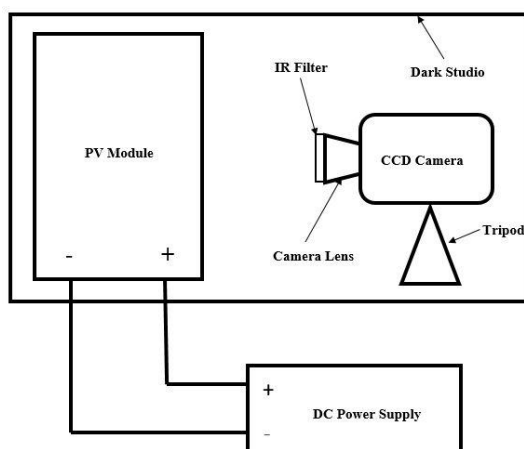 IR Filter
Dark Studio
PV Module
CCD Camera
Tripod
Camera Lens
- +
+
DC Power Supply
-